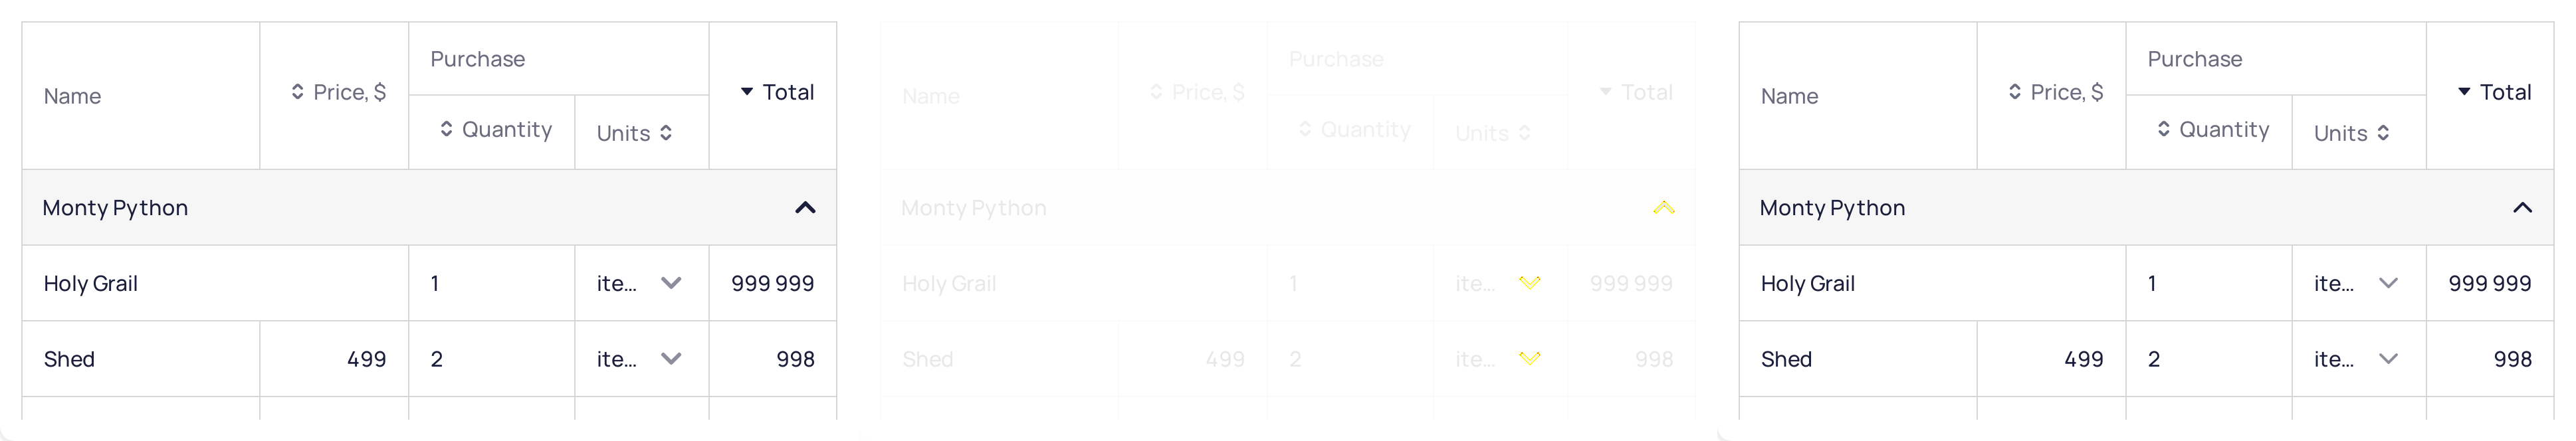 Name
Price, $
Purchase
Quantity
Units
Total
Monty Python
Holy Grail
1
ite...
999 999
Shed
499
2
ite...
998
Name
Price, $
Purchase
Quantity
Units
Total
Monty Python
Holy Grail
1
ite...
999 999
Shed
499
2
ite...
998
Name
Price, $
Purchase
Quantity
Units
Total
Monty Python
Holy Grail
1
ite...
999 999
Shed
499
2
ite...
998